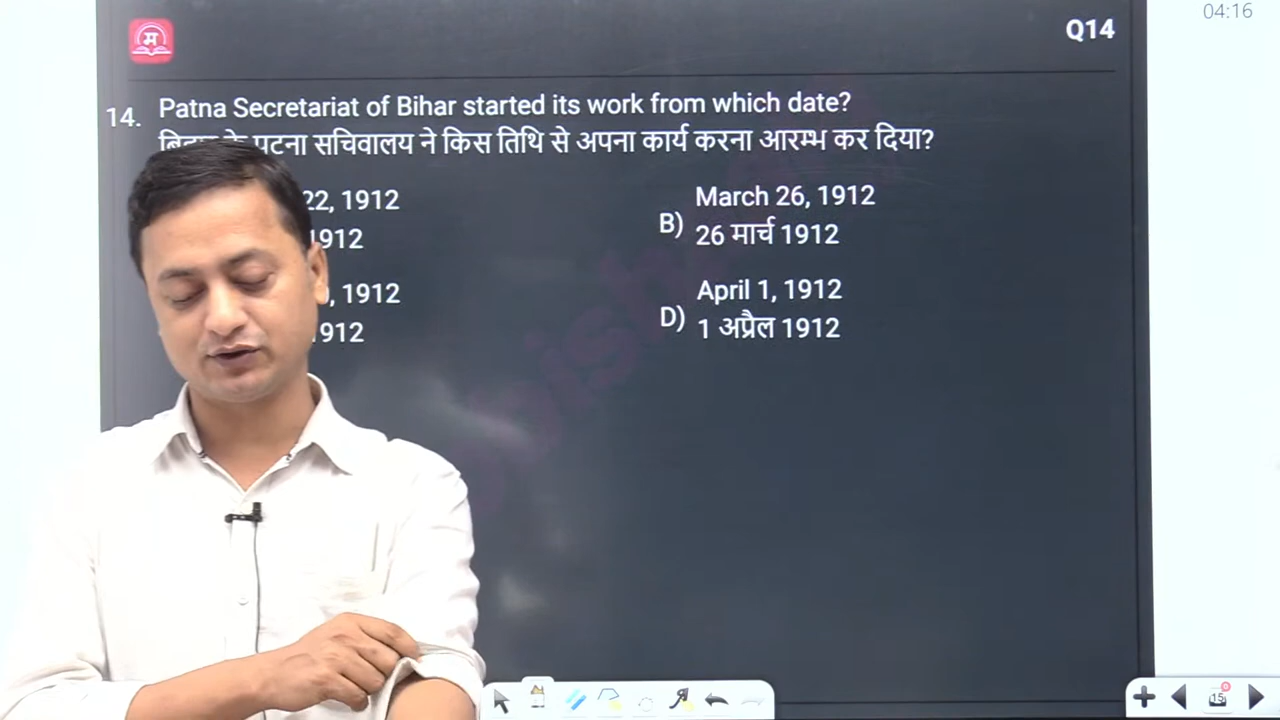 04:16
म
Q14
14. Patna Secretariat of Bihar started its work from which date?
पटना सचिवालय ने किस तिथि से अपना कार्य करना आरम्भ कर दिया?
22, 1912
1912
B) March 26, 1912
26 मार्च 1912
, 1912
1912
D) April 1, 1912
1 अप्रैल 1912
15